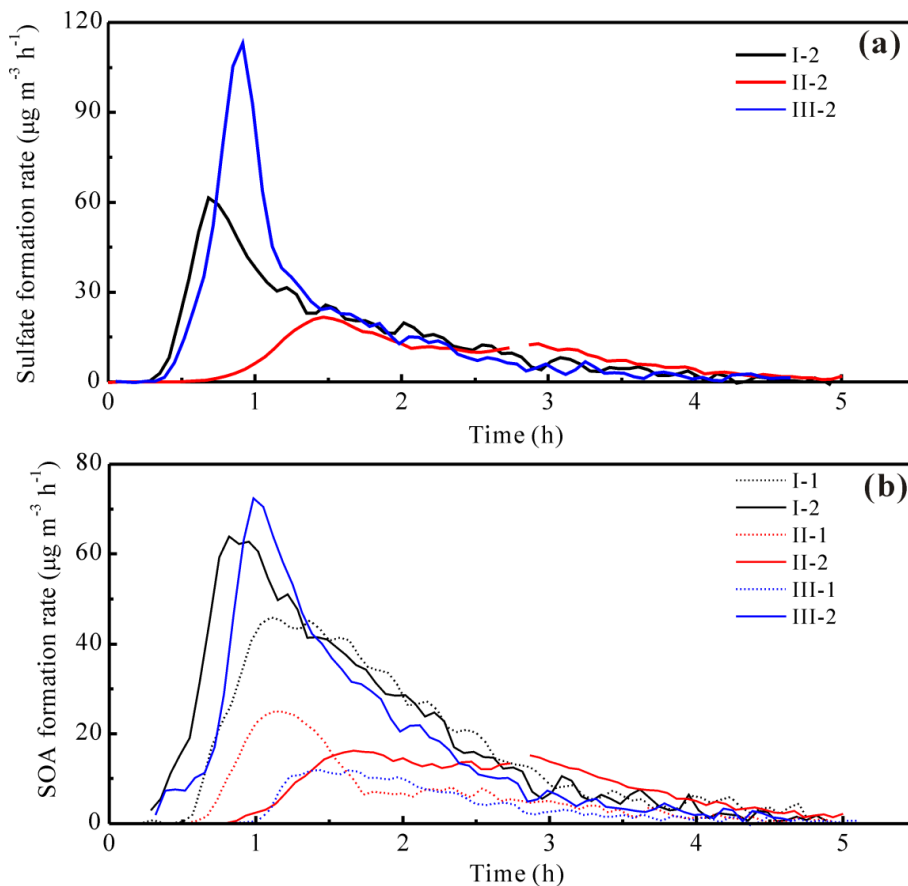 (a)
120
90
60
30
0
Sulfate formation rate (μg m⁻³ h⁻¹)
I-2
II-2
III-2
0 1 2 3 4 5
Time (h)
(b)
80
60
40
20
0
SOA formation rate (μg m⁻³ h⁻¹)
I-1
I-2
II-1
II-2
III-1
III-2
0 1 2 3 4 5
Time (h)